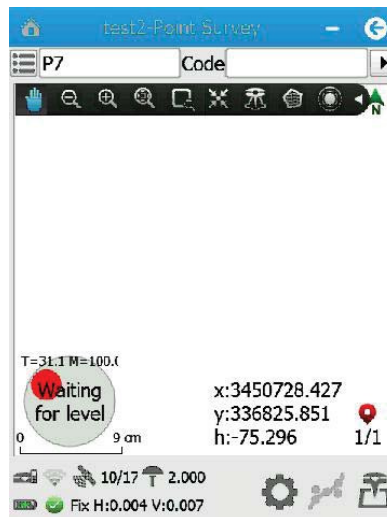 test2-Point Survey
P7 Code
N
T=31.1 M=100.(
Waiting
for level
0 9 cm
x:3450728.427
y:336825.851
h:-75.296
1/1
10/17 2.000
Fix H:0.004 V:0.007